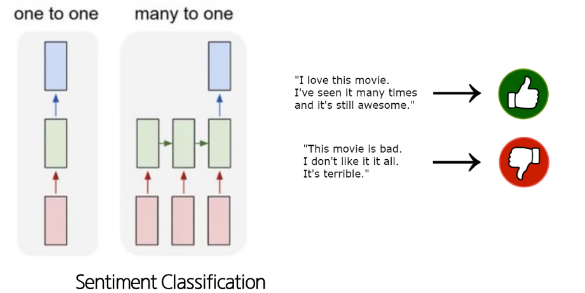 one to one
many to one
"I love this movie.
I've seen it many times
and it's still awesome."
"This movie is bad.
I don't like it it all.
It's terrible."
Sentiment Classification